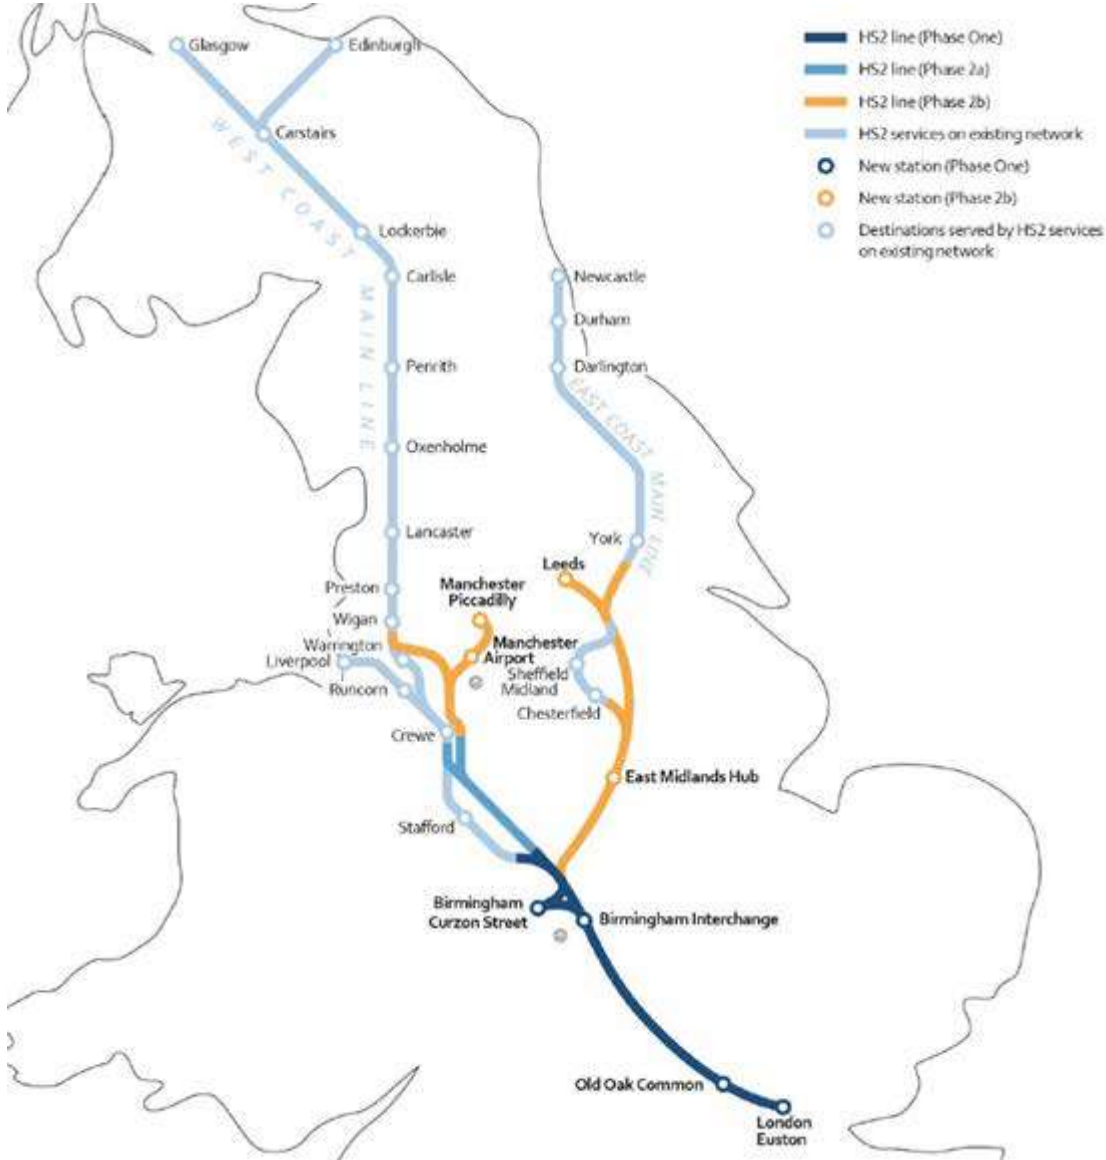 HS2 line (Phase One)
HS2 line (Phase 2a)
HS2 line (Phase 2b)
HS2 services on existing network
New station (Phase One)
New station (Phase 2b)
Destinations served by HS2 services
on existing network
Glasgow
Edinburgh
Carstairs
WEST COAST MAIN LINE
Lockerbie
Carlisle
Newcastle
Durham
Penrith
Darlington
EAST COAST MAIN LINE
Oxenholme
Lancaster
York
Leeds
Preston
Manchester
Piccadilly
Wigan
Warrington
Manchester
Airport
Liverpool
Sheffield
Midland
Runcorn
Chesterfield
Crewe
East Midlands Hub
Stafford
Birmingham
Curzon Street
Birmingham Interchange
Old Oak Common
London
Euston